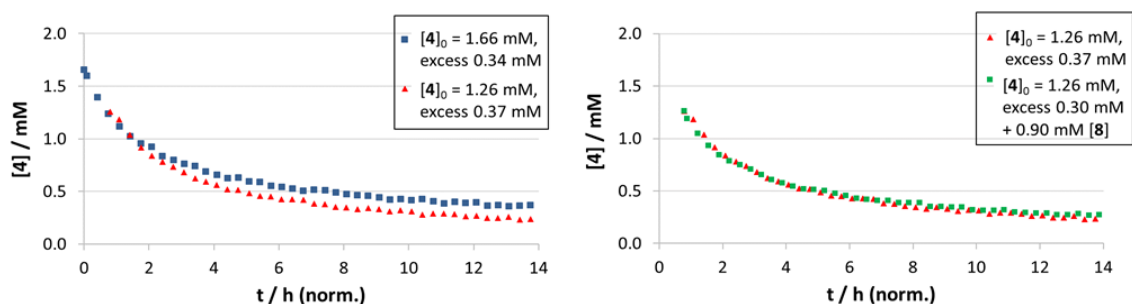 2.0
1.5
1.0
0.5
0.0
[4] / mM
0 2 4 6 8 10 12 14
t / h (norm.)
[4]₀ = 1.66 mM,
excess 0.34 mM
[4]₀ = 1.26 mM,
excess 0.37 mM
2.0
1.5
1.0
0.5
0.0
[4] / mM
0 2 4 6 8 10 12 14
t / h (norm.)
[4]₀ = 1.26 mM,
excess 0.37 mM
[4]₀ = 1.26 mM,
excess 0.30 mM
+ 0.90 mM [8]